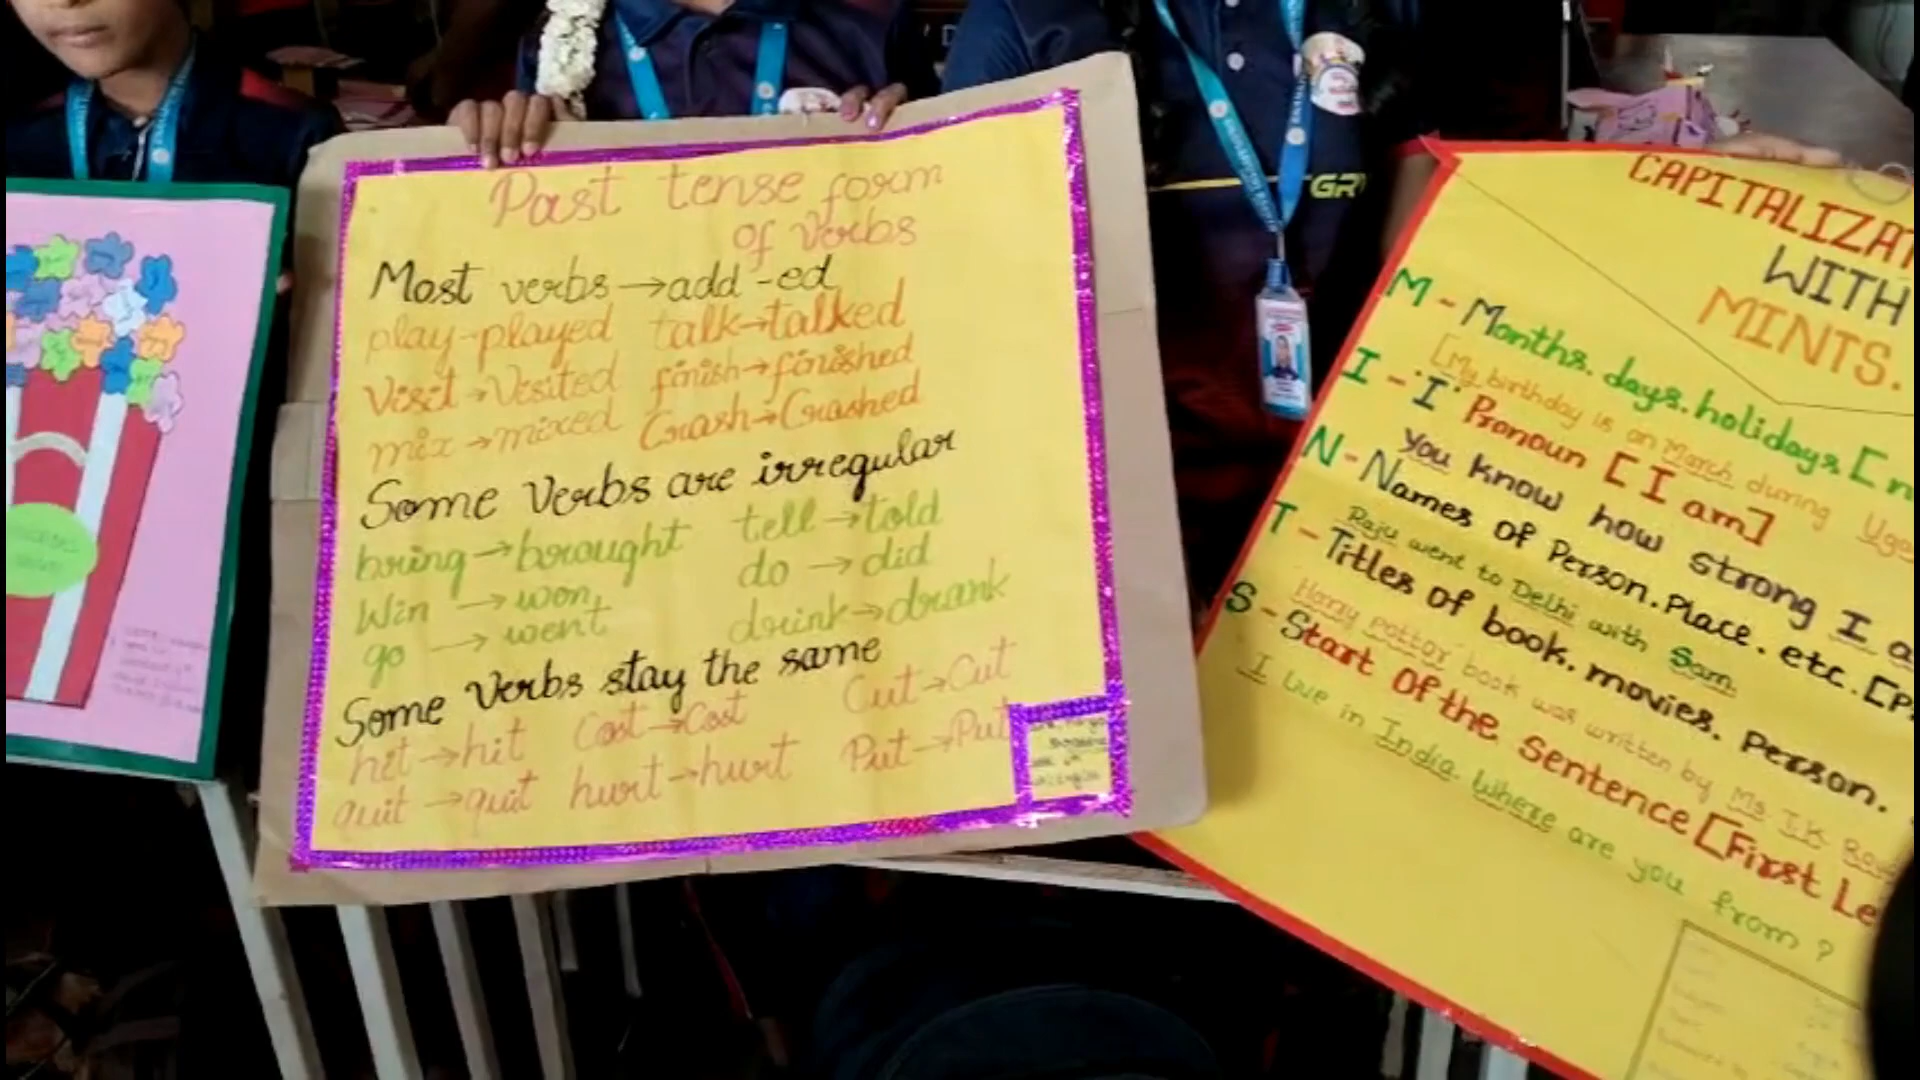 Past tense form
of Verbs
Most verbs→add -ed
play-played talk→talked
Visit→Visited finish→finished
mix→mixed Crash→Crashed
Some Verbs are irregular
bring→brought tell→told
Win→won do→did
go→went drink→drank
Some Verbs stay the same
hit→hit Cost→Cost Cut→Cut
quit→quit hurt→hurt Put→Put
WITH
MINTS.
M - Months. days. holidays [
[My birthday is on March during
I - 'I' Pronoun [I am]
You know how strong I
N - Names of Person. Place. etc. [
Raju went to Delhi with Sam.
T - Titles of book. movies. Person.
Harry pottor book was written by Ms J.K
S - Start Of the Sentence [First
I live in India. Where are you from?
GR